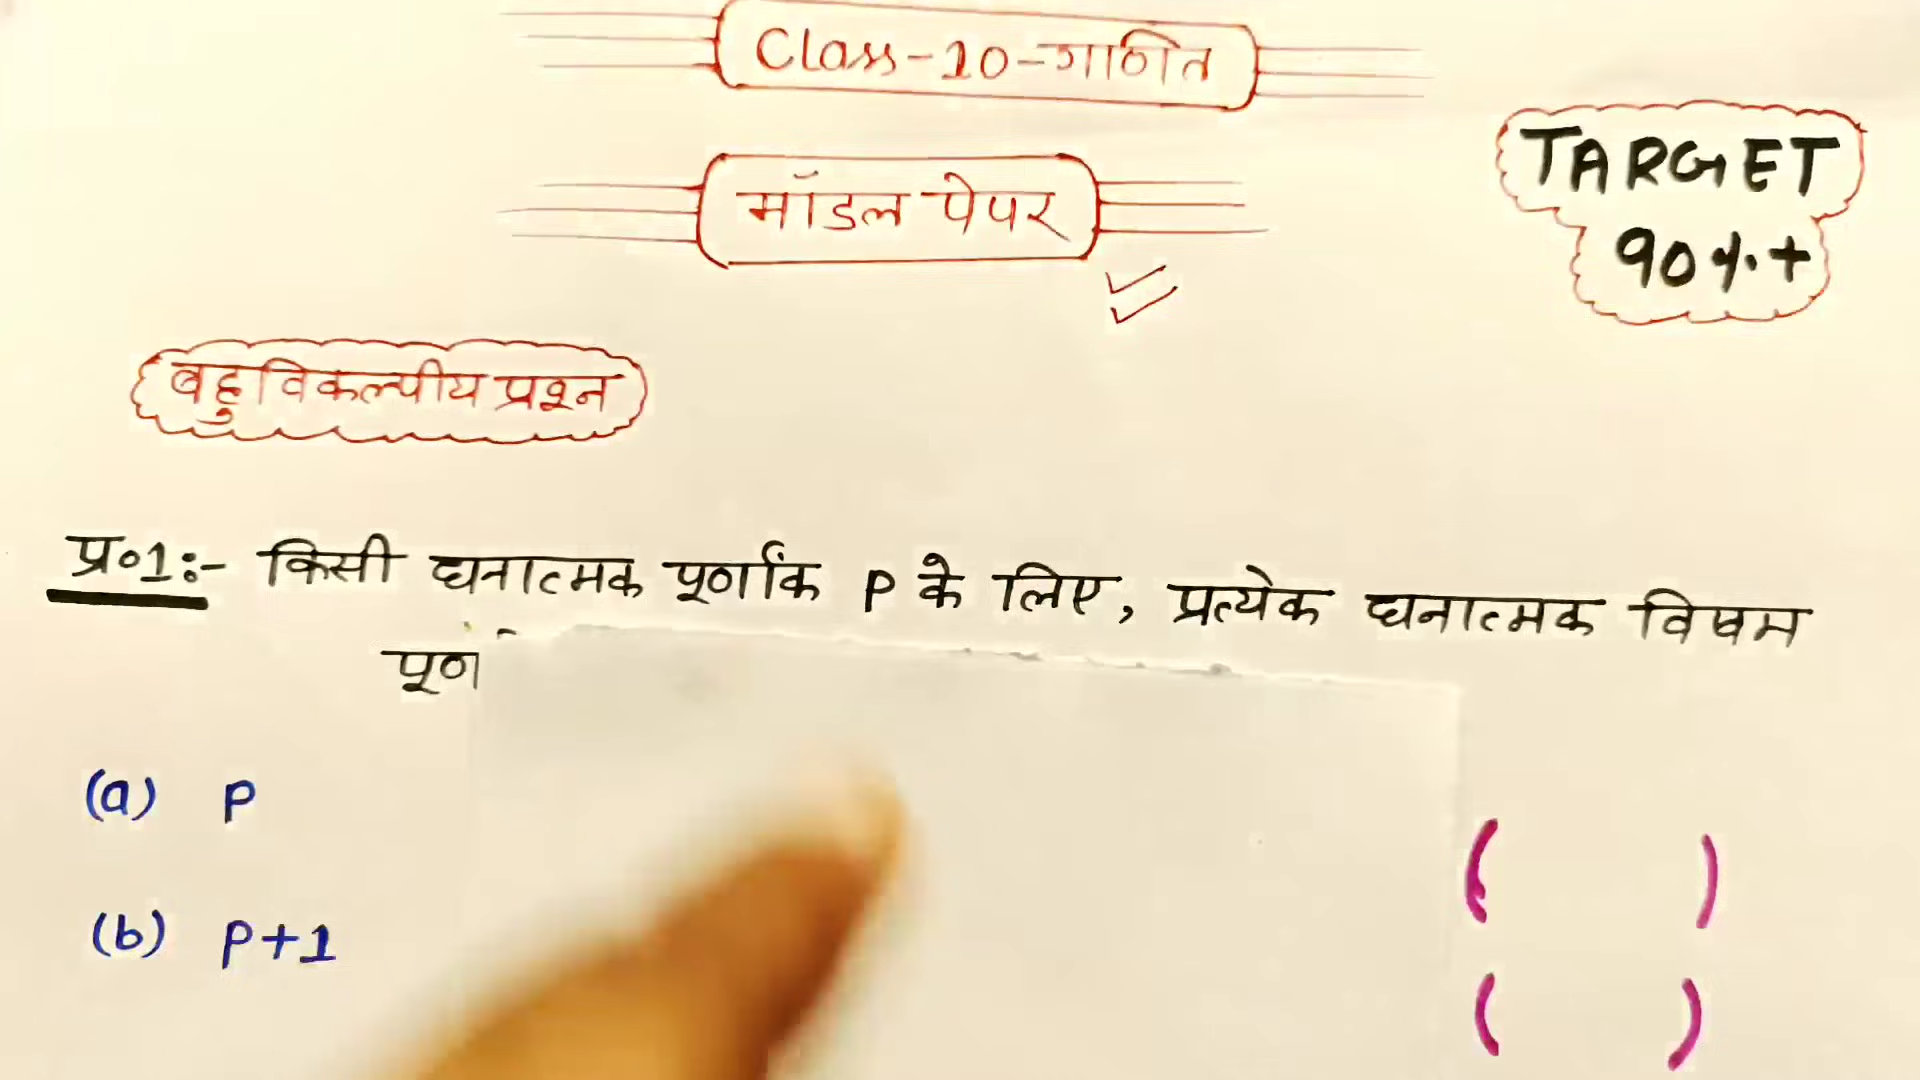 Class-10-गणित
मॉडल पेपर
TARGET
90%+
बहुविकल्पीय प्रश्न
प्र०1:- किसी धनात्मक पूर्णांक P के लिए, प्रत्येक धनात्मक विषम
(a) P
(b) P+1
( )
( )